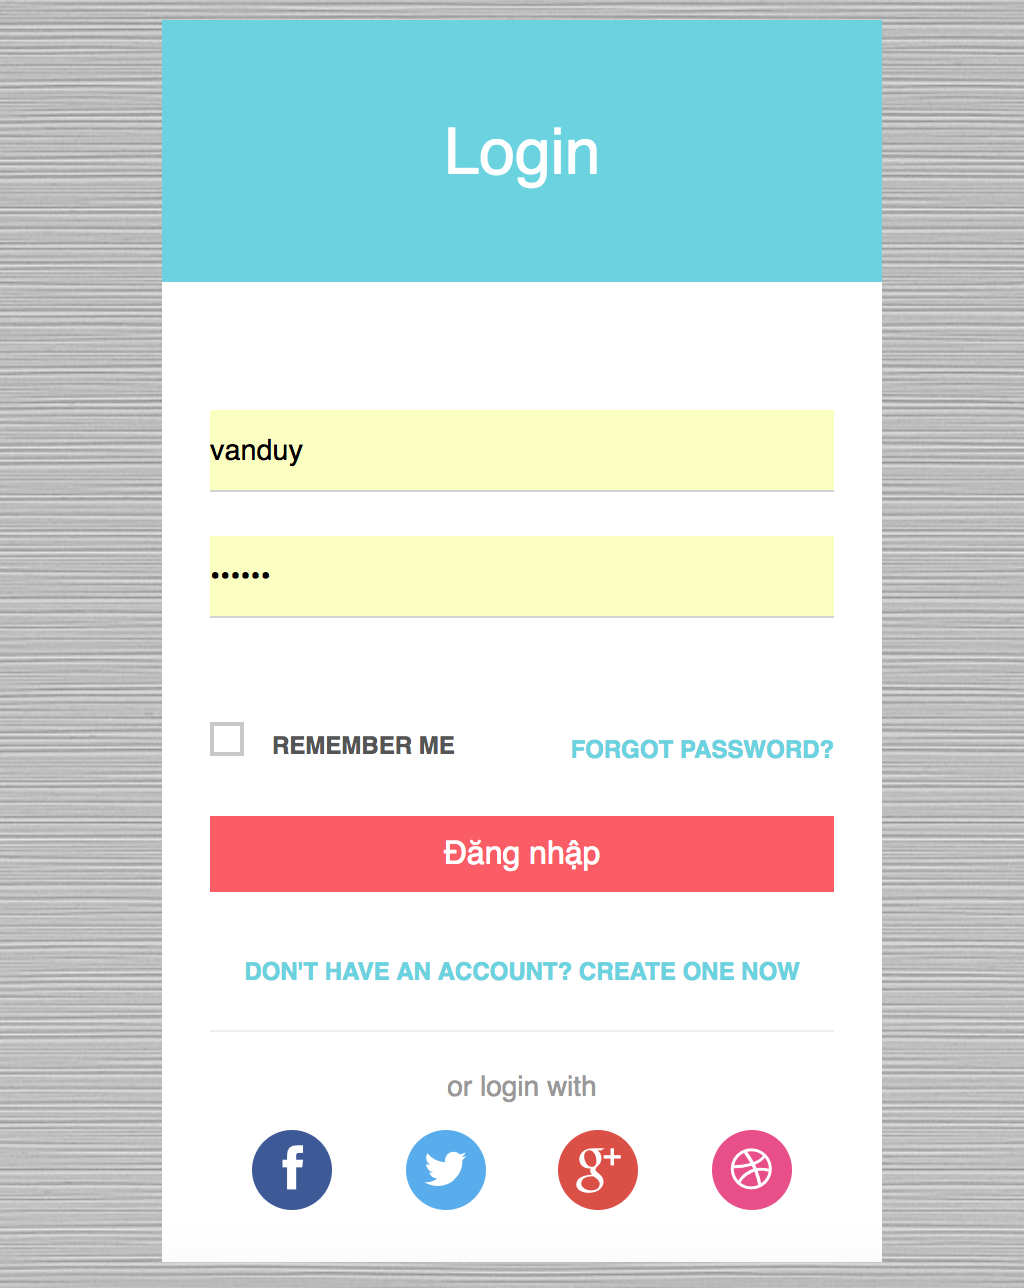 Login
vanduy
••••••
REMEMBER ME
FORGOT PASSWORD?
Đăng nhập
DON'T HAVE AN ACCOUNT? CREATE ONE NOW
or login with
f
g+